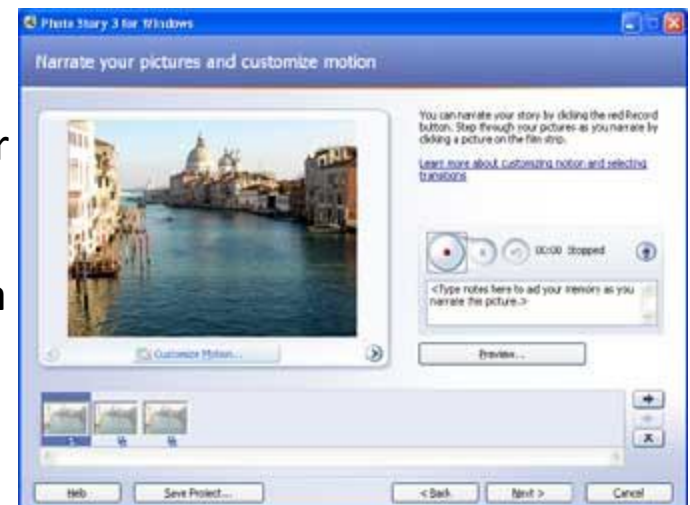 Photo Story 3 for Windows
Narrate your pictures and customize motion
r
You can narrate your story by clicking the red Record
button. Step through your pictures as you narrate by
clicking a picture on the film strip.
Learn more about customizing motion and selecting
transitions
00:00 Stopped
<Type notes here to aid your memory as you
narrate this picture.>
Customize Motion...
Preview...
Help
Save Project...
< Back
Next >
Cancel